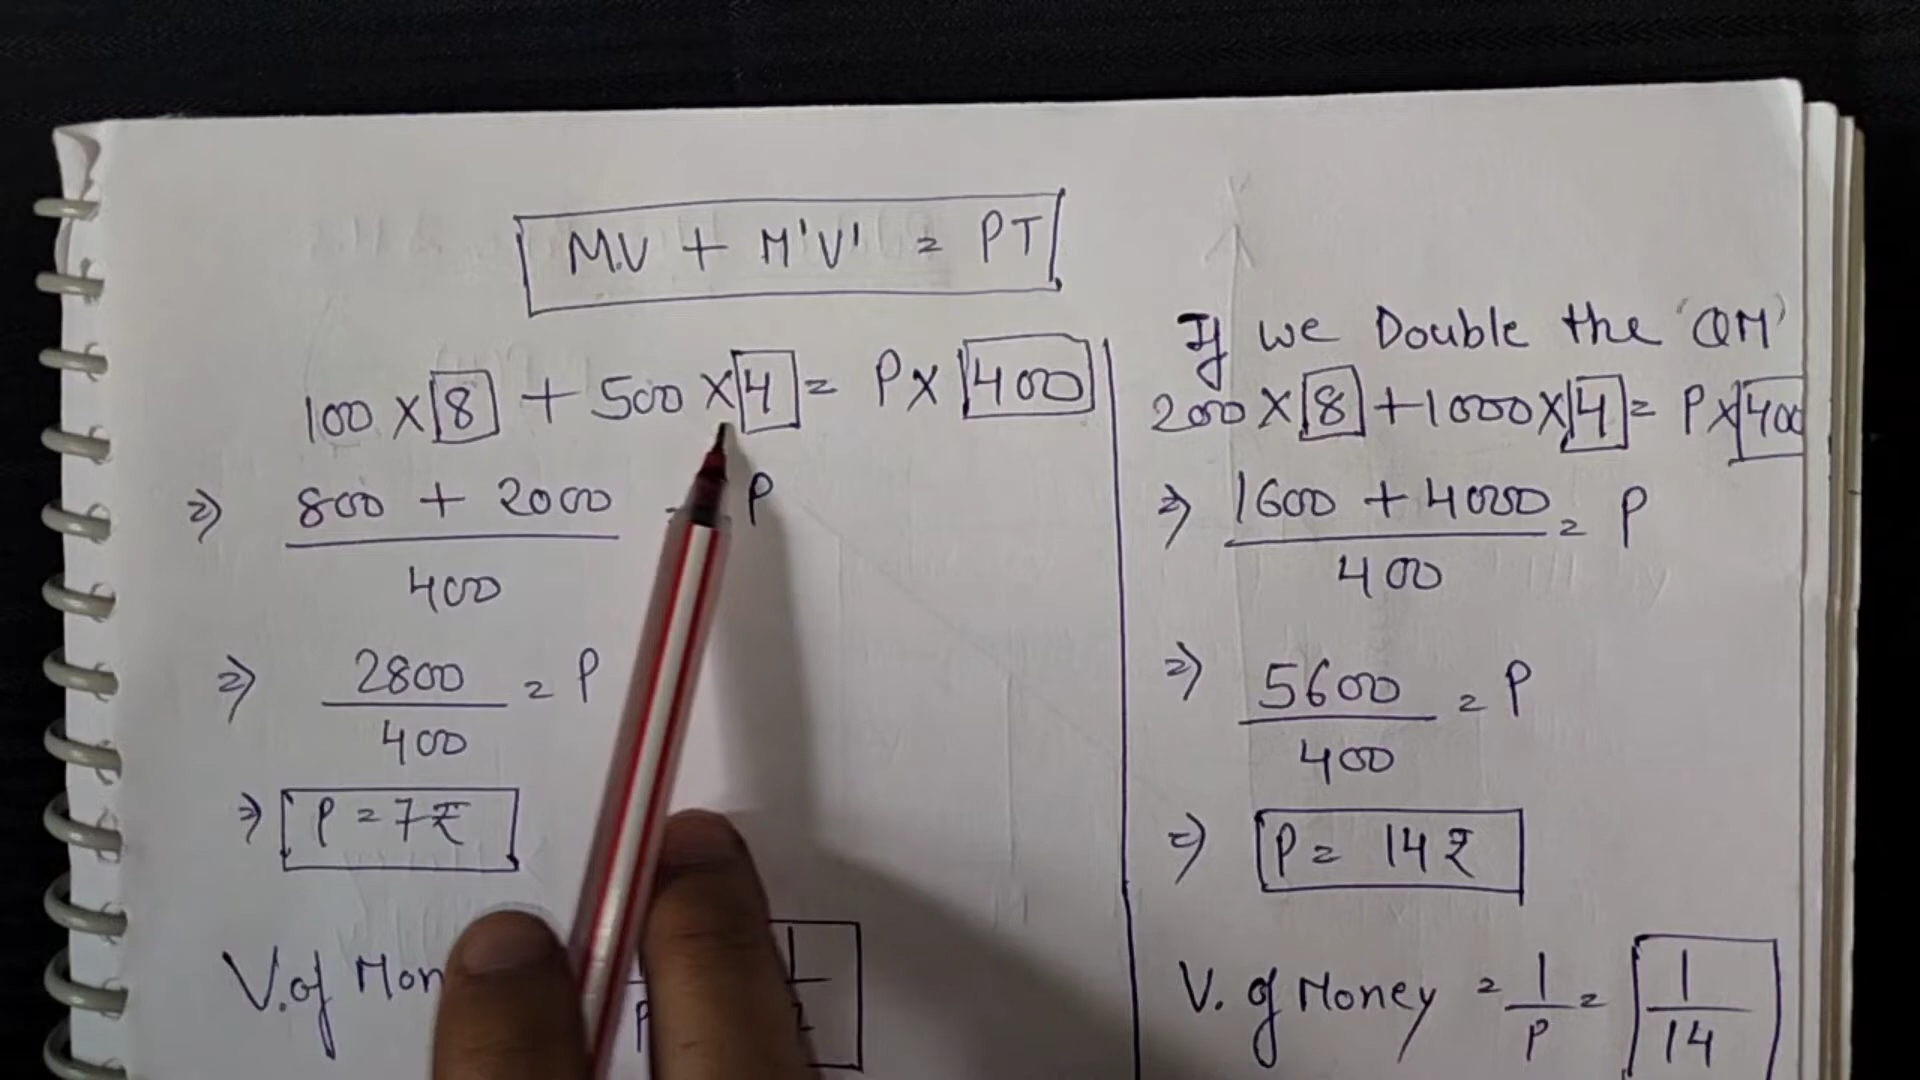 MV + M'V' = PT
100 × 8 + 500 × 4 = P × 400
⇒ 800 + 2000 = P
400
⇒ 2800 = P
400
⇒ P = 7₹
V. of Mon
1
P
If we Double the 'QM'
200 × 8 + 1000 × 4 = P × 400
⇒ 1600 + 4000 = P
400
⇒ 5600 = P
400
⇒ P = 14₹
V. of Money = 1/P = 1/14